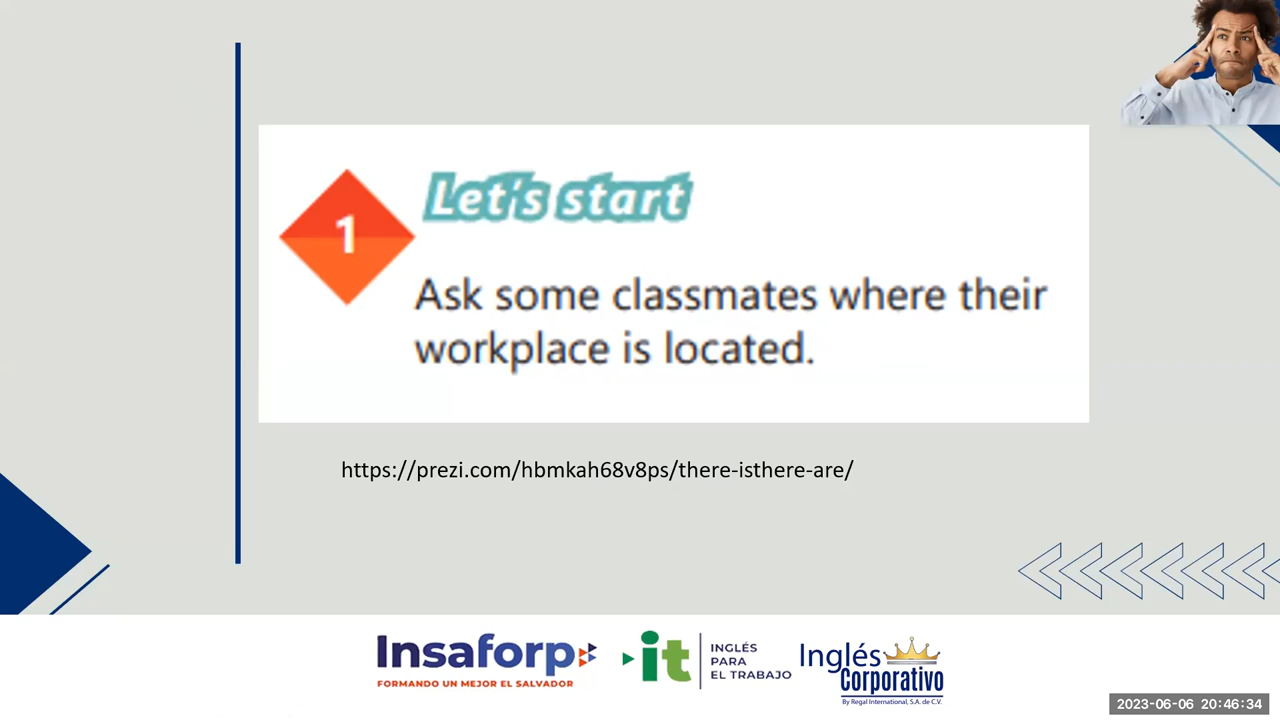 Let's start
1
Ask some classmates where their
workplace is located.
https://prezi.com/hbmkah68v8ps/there-isthere-are/
Insaforp
FORMANDO UN MEJOR EL SALVADOR
it
INGLÉS
PARA
EL TRABAJO
Inglés
Corporativo
By Regal International, S.A. de C.V.
2023-06-06 20:46:34